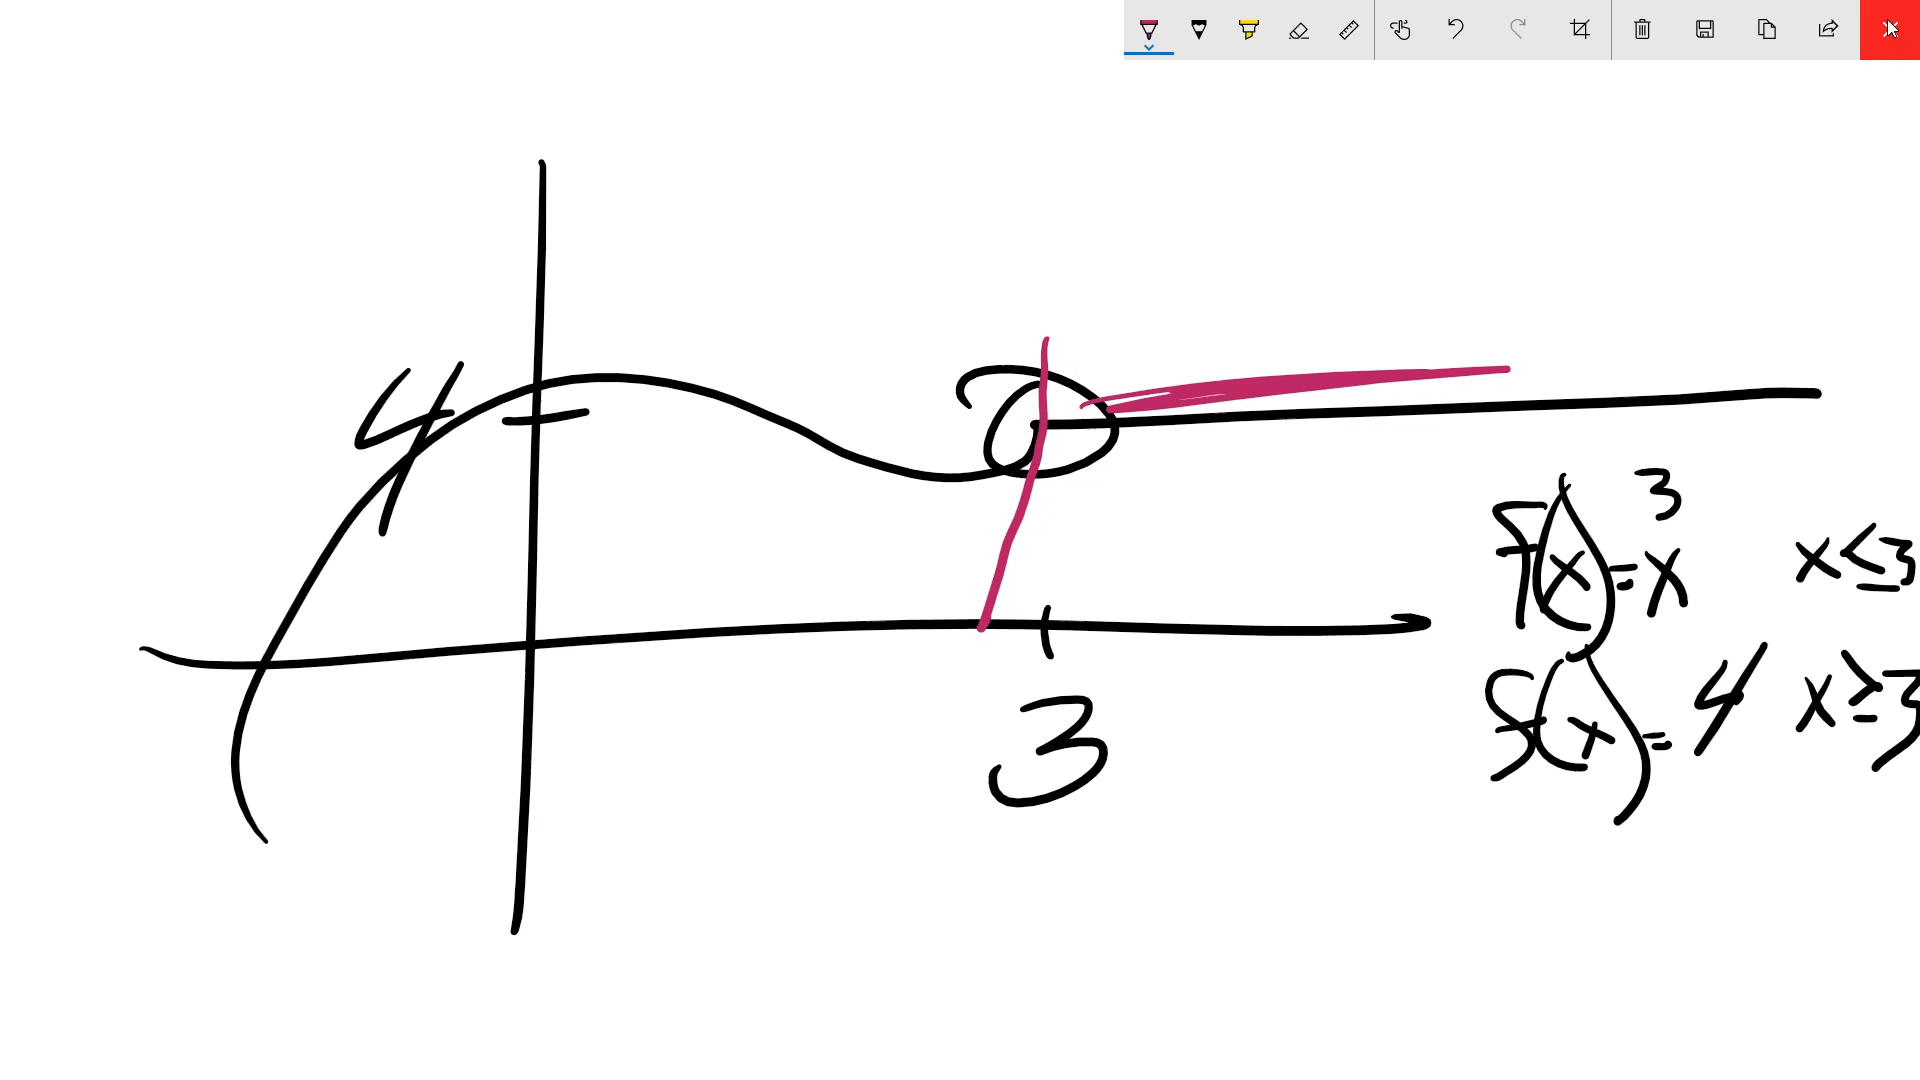 4
3
f(x) = x³ x ≤ 3
f(x) = 4 x ≥ 3